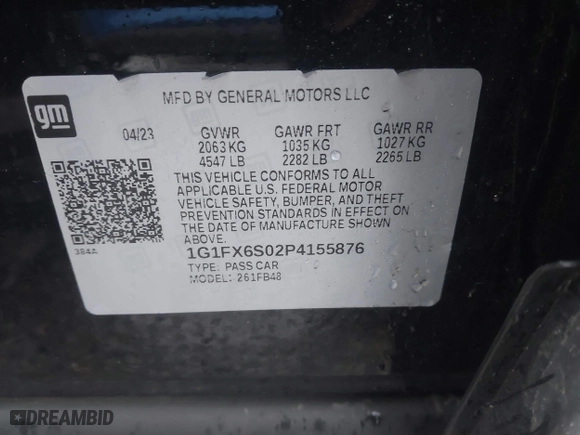 MFD BY GENERAL MOTORS LLC
gm
04/23 GVWR GAWR FRT GAWR RR
2063 KG 1035 KG 1027 KG
4547 LB 2282 LB 2265 LB
THIS VEHICLE CONFORMS TO ALL
APPLICABLE U.S. FEDERAL MOTOR
VEHICLE SAFETY, BUMPER, AND THEFT
PREVENTION STANDARDS IN EFFECT ON
THE DATE OF MANUFACTURE SHOWN
ABOVE.
384A
1G1FX6S02P4155876
TYPE: PASS CAR
MODEL: 261FB48
DREAMBID